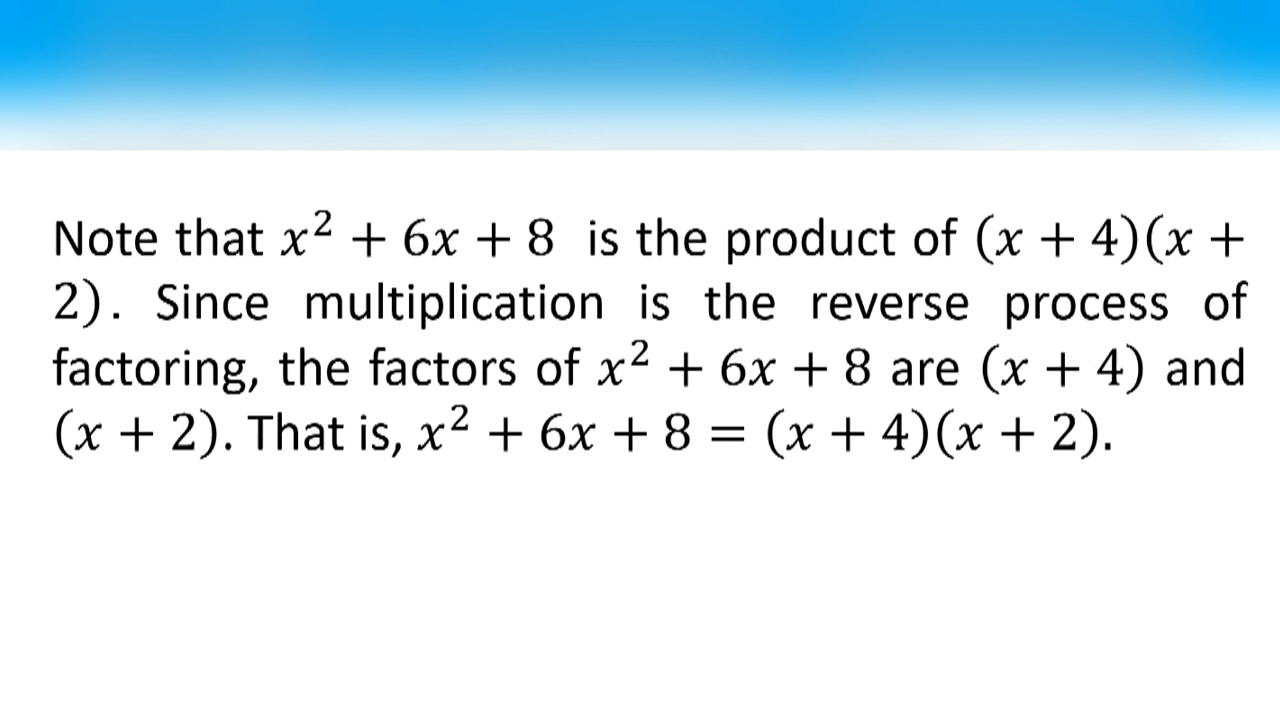 Note that x² + 6x + 8 is the product of (x + 4)(x +
2). Since multiplication is the reverse process of
factoring, the factors of x² + 6x + 8 are (x + 4) and
(x + 2). That is, x² + 6x + 8 = (x + 4)(x + 2).